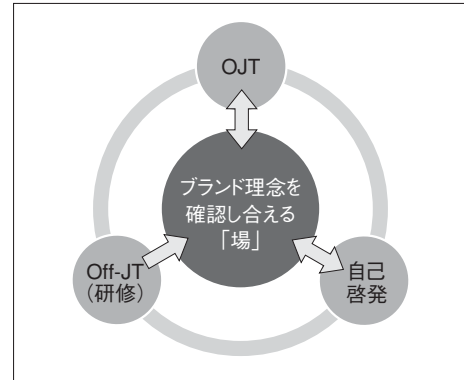 OJT
ブランド理念を
確認し合える
「場」
Off-JT
（研修）
自己
啓発